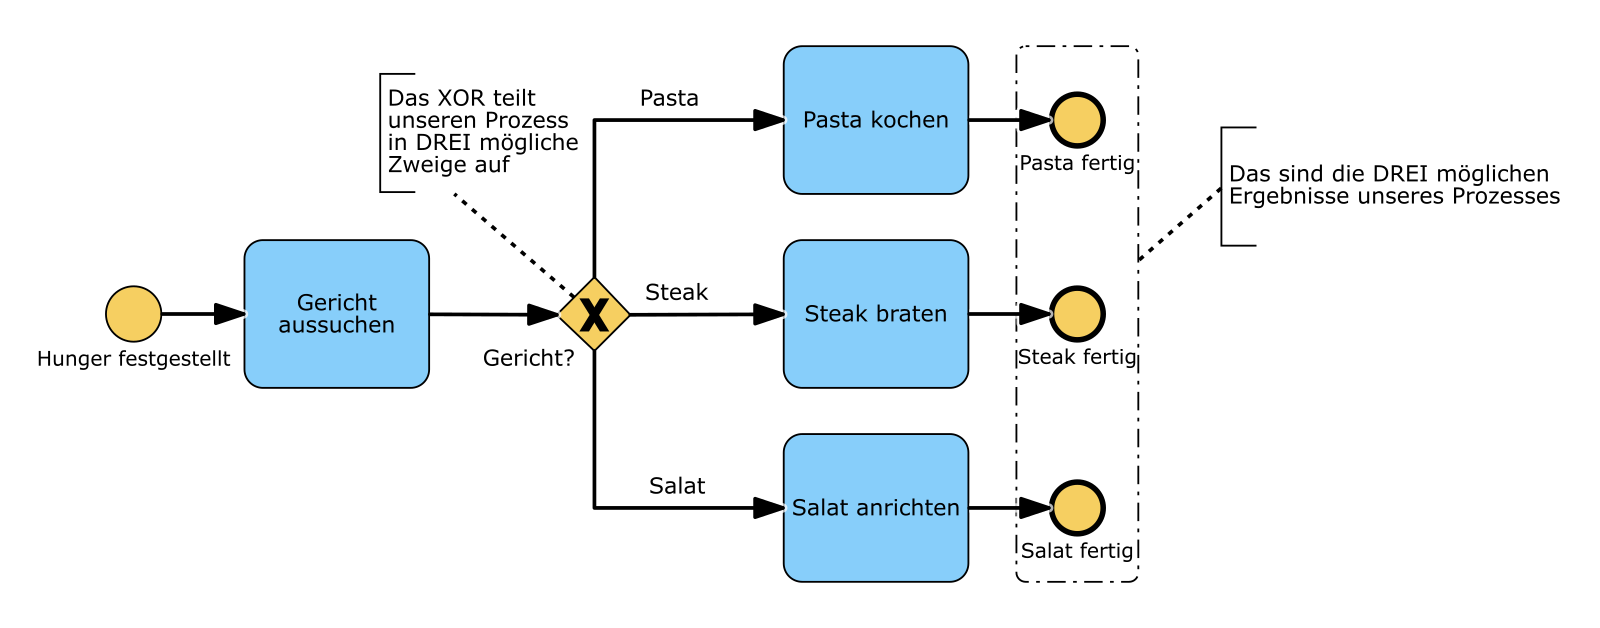 Das XOR teilt
unseren Prozess
in DREI mögliche
Zweige auf
Pasta
Pasta kochen
Pasta fertig
Das sind die DREI möglichen
Ergebnisse unseres Prozesses
Hunger festgestellt
Gericht
aussuchen
X
Gericht?
Steak
Steak braten
Steak fertig
Salat
Salat anrichten
Salat fertig